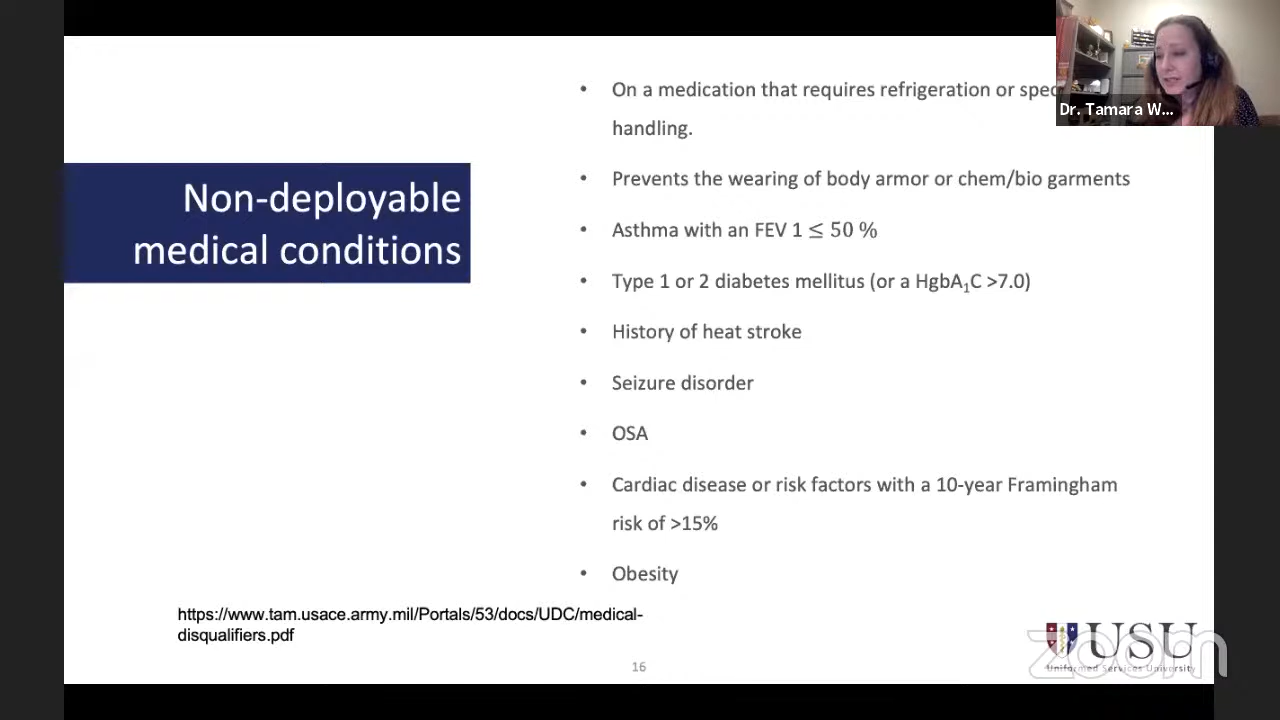 Dr. Tamara W...
Non-deployable
medical conditions
• On a medication that requires refrigeration or
handling.
• Prevents the wearing of body armor or chem/bio garments
• Asthma with an FEV 1 ≤ 50 %
• Type 1 or 2 diabetes mellitus (or a HgbA₁C >7.0)
• History of heat stroke
• Seizure disorder
• OSA
• Cardiac disease or risk factors with a 10-year Framingham
risk of >15%
• Obesity
https://www.tam.usace.army.mil/Portals/53/docs/UDC/medical-
disqualifiers.pdf
16
USU
Uniformed Services University
zoom